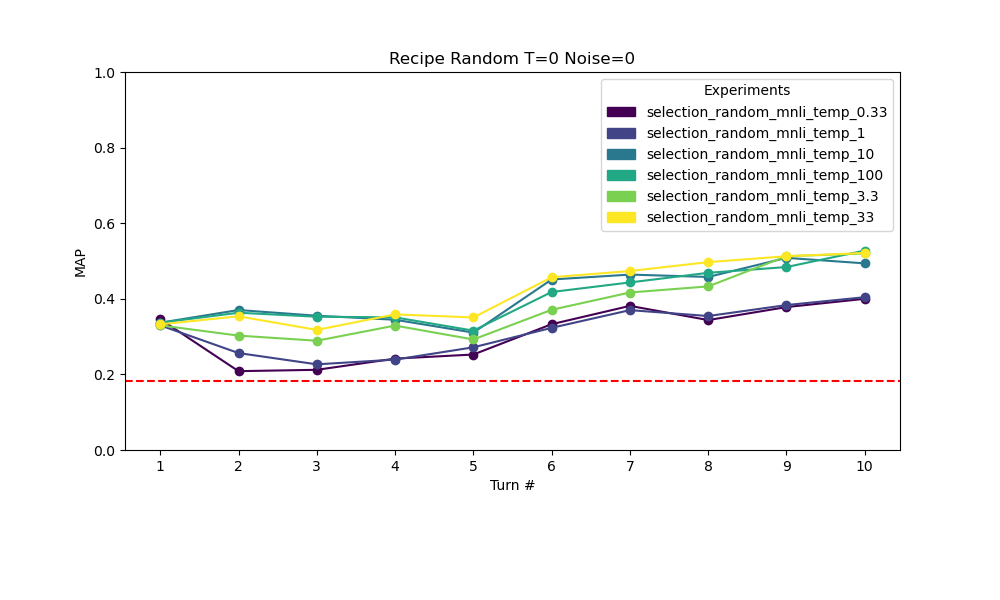 Recipe Random T=0 Noise=0
Experiments
selection_random_mnli_temp_0.33
selection_random_mnli_temp_1
selection_random_mnli_temp_10
selection_random_mnli_temp_100
selection_random_mnli_temp_3.3
selection_random_mnli_temp_33
MAP
1.0
0.8
0.6
0.4
0.2
0.0
1 2 3 4 5 6 7 8 9 10
Turn #